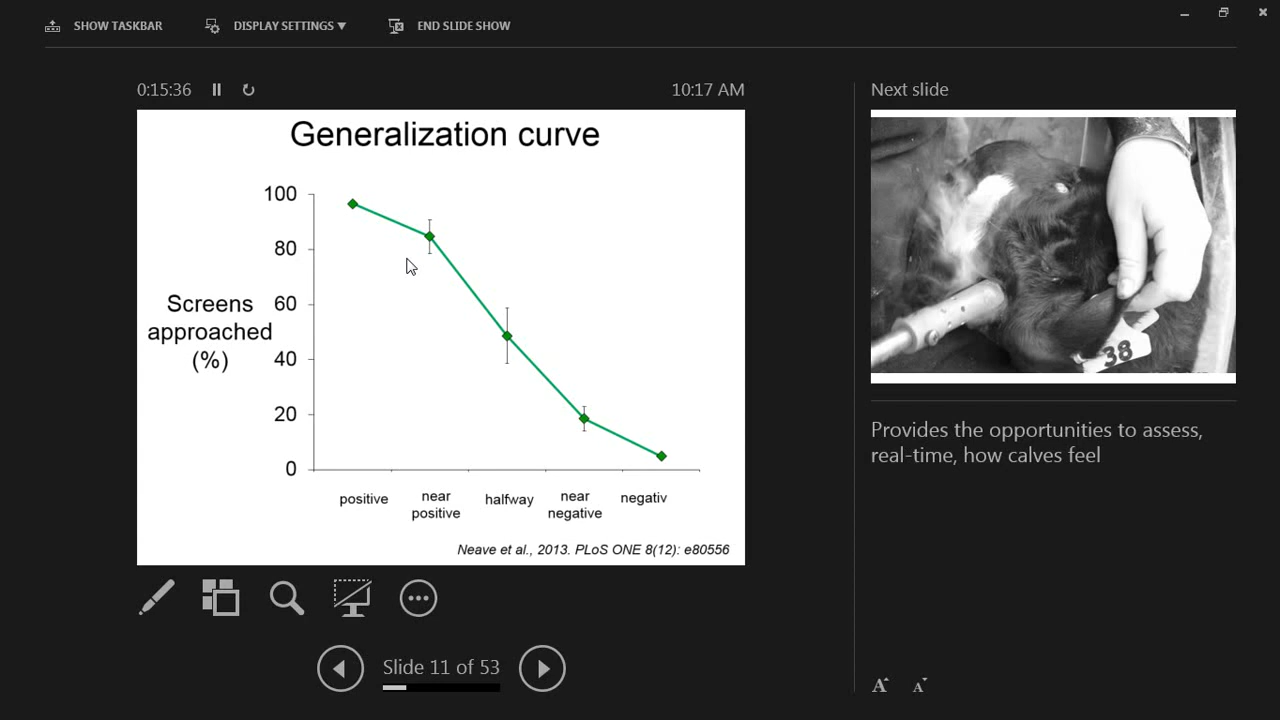 SHOW TASKBAR
DISPLAY SETTINGS ▼
END SLIDE SHOW
0:15:36
10:17 AM
Generalization curve
100
80
60
40
20
0
Screens
approached
(%)
positive
near
positive
halfway
near
negative
negativ
Neave et al., 2013. PLoS ONE 8(12): e80556
Slide 11 of 53
Next slide
38
Provides the opportunities to assess,
real-time, how calves feel
A A